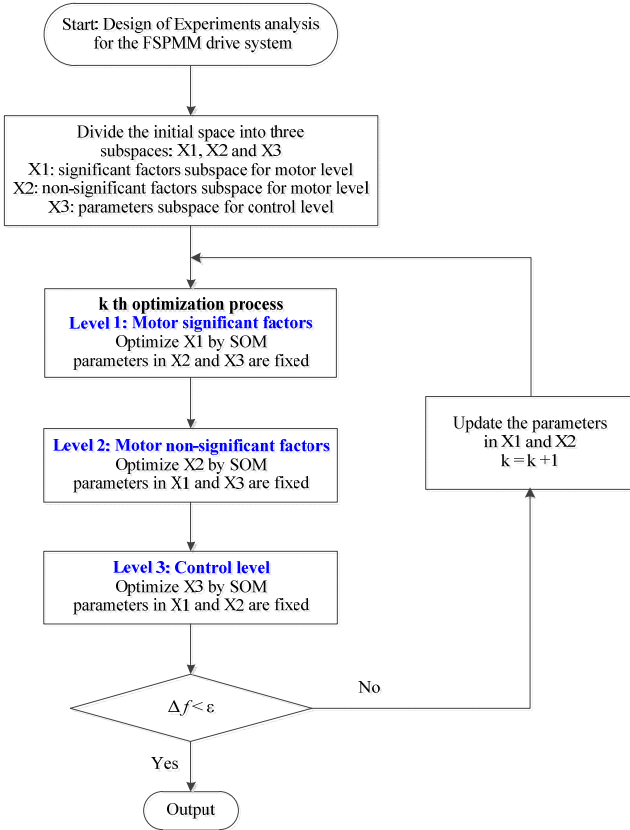 Start: Design of Experiments analysis
for the FSPMM drive system
Divide the initial space into three
subspaces: X1, X2 and X3
X1: significant factors subspace for motor level
X2: non-significant factors subspace for motor level
X3: parameters subspace for control level
k th optimization process
Level 1: Motor significant factors
Optimize X1 by SOM
parameters in X2 and X3 are fixed
Level 2: Motor non-significant factors
Optimize X2 by SOM
parameters in X1 and X3 are fixed
Level 3: Control level
Optimize X3 by SOM
parameters in X1 and X2 are fixed
Update the parameters
in X1 and X2
k = k +1
Δ f < ε
No
Yes
Output